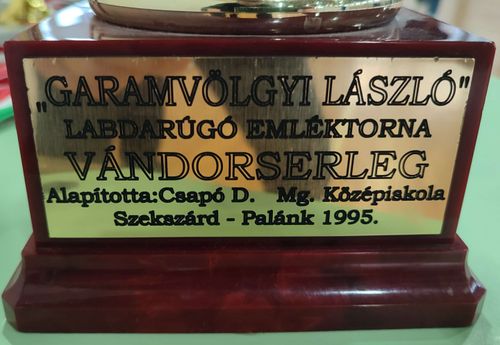 „GARAMVÖLGYI LÁSZLÓ"
LABDARÚGÓ EMLÉKTORNA
VÁNDORSERLEG
Alapította:Csapó D. Mg. Középiskola
Szekszárd - Palánk 1995.